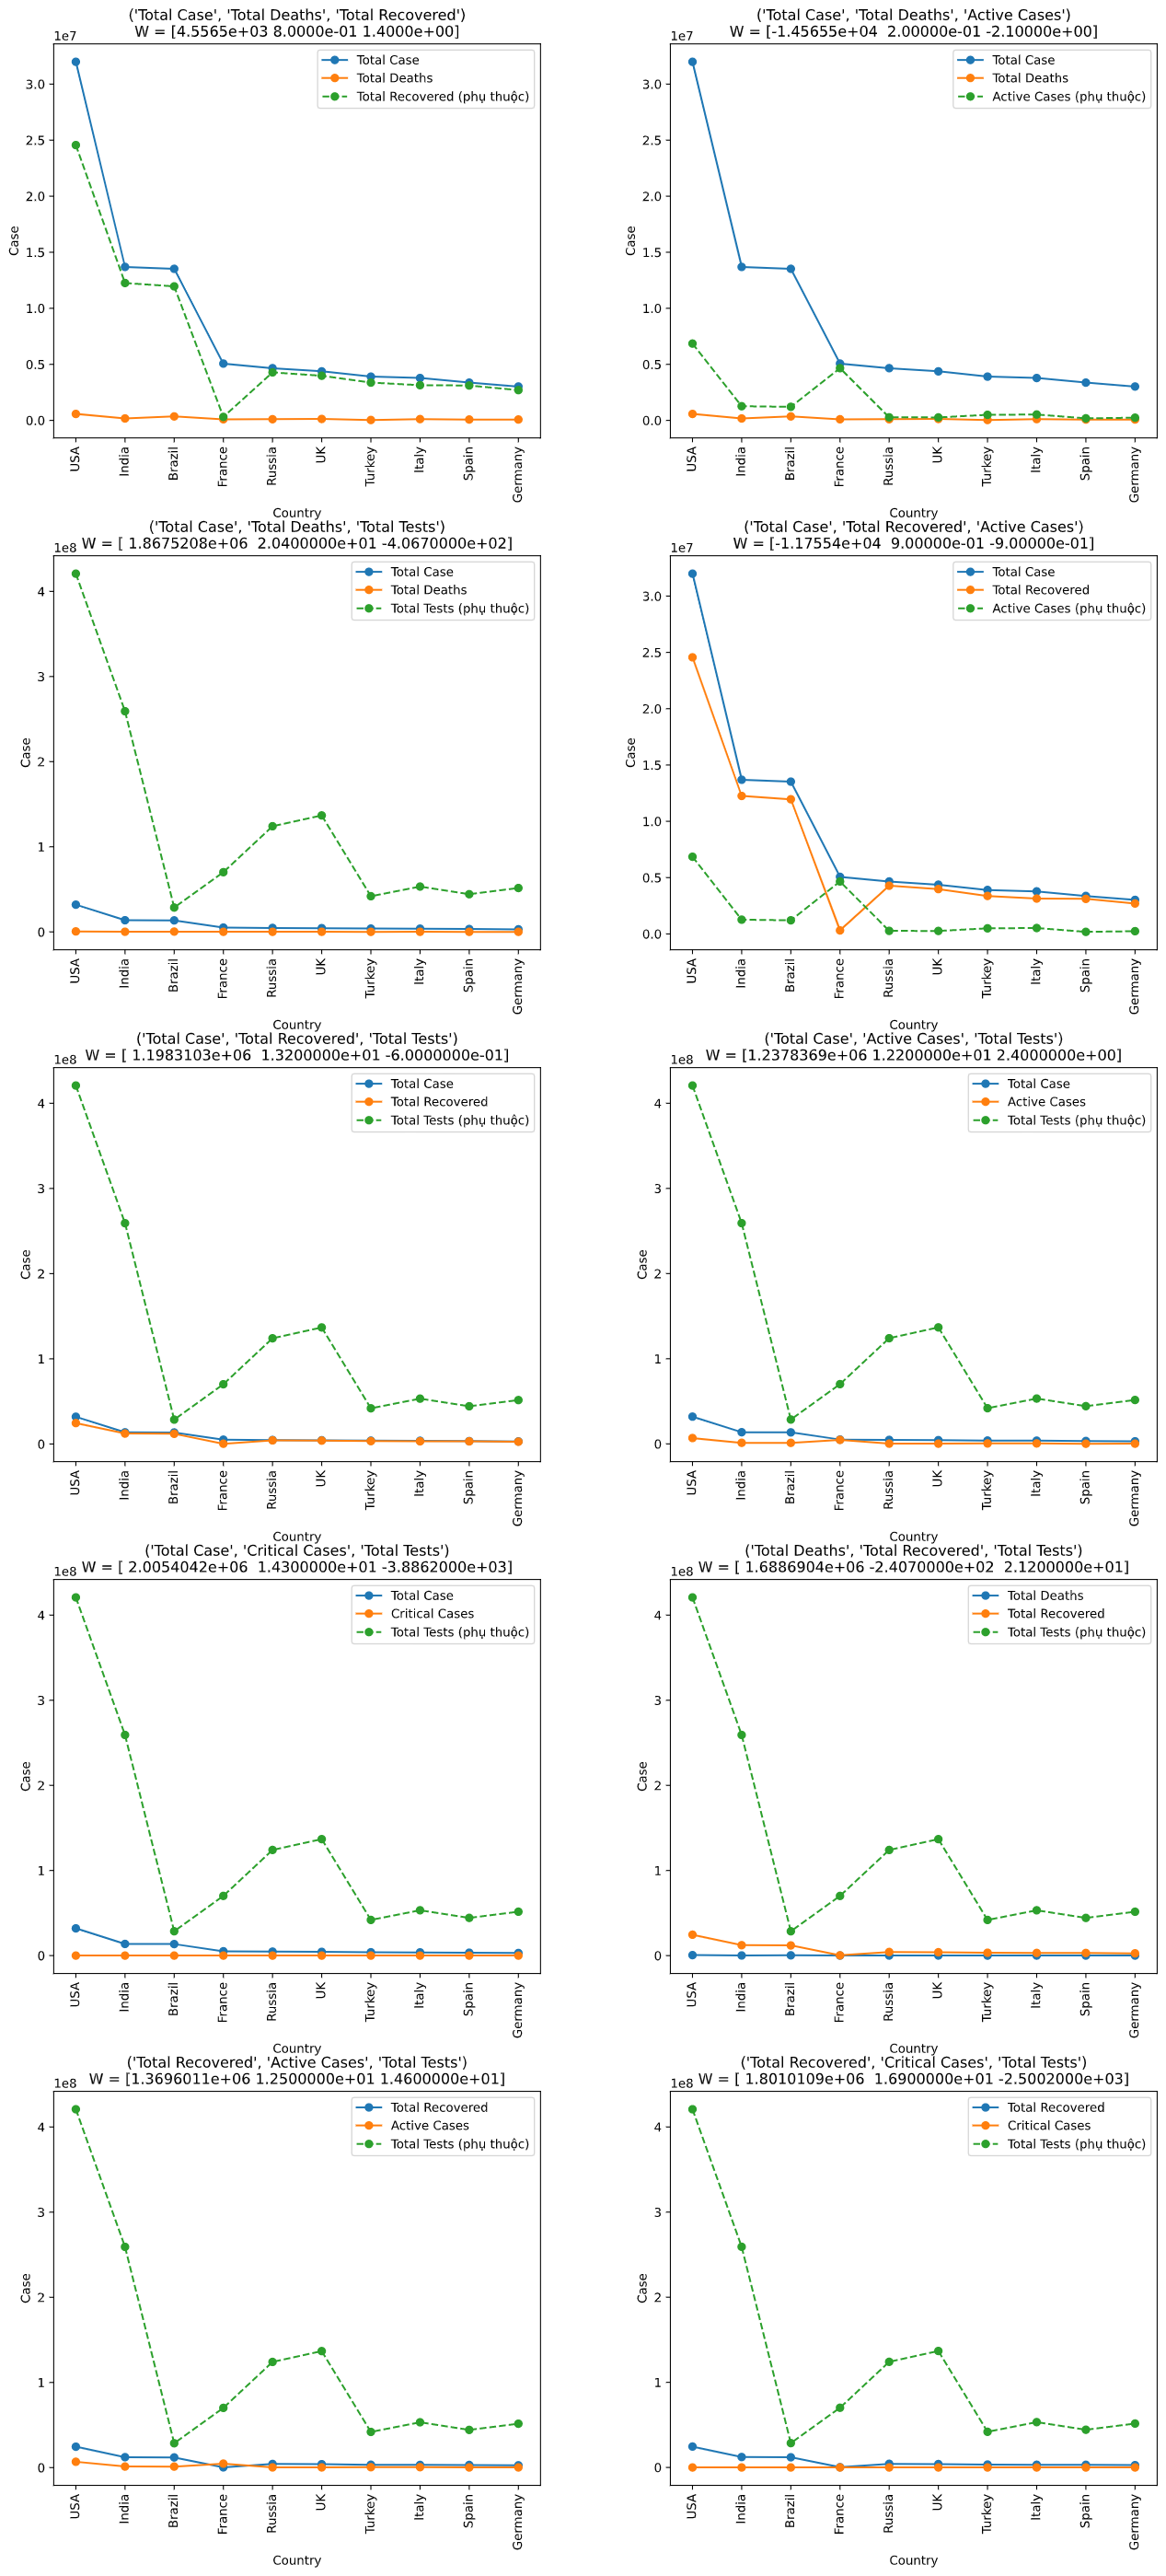 ('Total Case', 'Total Deaths', 'Total Recovered')
W = [4.5565e+03 8.0000e-01 1.4000e+00]
1e7
Total Case
Total Deaths
Total Recovered (phụ thuộc)
3.0
2.5
2.0
1.5
1.0
0.5
0.0
Case
USA
India
Brazil
France
Russia
UK
Turkey
Italy
Spain
Germany
Country
('Total Case', 'Total Deaths', 'Active Cases')
W = [-1.45655e+04  2.00000e-01 -2.10000e+00]
1e7
Total Case
Total Deaths
Active Cases (phụ thuộc)
3.0
2.5
2.0
1.5
1.0
0.5
0.0
Case
USA
India
Brazil
France
Russia
UK
Turkey
Italy
Spain
Germany
Country
('Total Case', 'Total Deaths', 'Total Tests')
W = [ 1.8675208e+06  2.0400000e+01 -4.0670000e+02]
1e8
Total Case
Total Deaths
Total Tests (phụ thuộc)
4
3
2
1
0
Case
USA
India
Brazil
France
Russia
UK
Turkey
Italy
Spain
Germany
Country
('Total Case', 'Total Recovered', 'Active Cases')
W = [-1.17554e+04  9.00000e-01 -9.00000e-01]
1e7
Total Case
Total Recovered
Active Cases (phụ thuộc)
3.0
2.5
2.0
1.5
1.0
0.5
0.0
Case
USA
India
Brazil
France
Russia
UK
Turkey
Italy
Spain
Germany
Country
('Total Case', 'Total Recovered', 'Total Tests')
W = [ 1.1983103e+06  1.3200000e+01 -6.0000000e-01]
1e8
Total Case
Total Recovered
Total Tests (phụ thuộc)
4
3
2
1
0
Case
USA
India
Brazil
France
Russia
UK
Turkey
Italy
Spain
Germany
Country
('Total Case', 'Active Cases', 'Total Tests')
W = [1.2378369e+06 1.2200000e+01 2.4000000e+00]
1e8
Total Case
Active Cases
Total Tests (phụ thuộc)
4
3
2
1
0
Case
USA
India
Brazil
France
Russia
UK
Turkey
Italy
Spain
Germany
Country
('Total Case', 'Critical Cases', 'Total Tests')
W = [ 2.0054042e+06  1.4300000e+01 -3.8862000e+03]
1e8
Total Case
Critical Cases
Total Tests (phụ thuộc)
4
3
2
1
0
Case
USA
India
Brazil
France
Russia
UK
Turkey
Italy
Spain
Germany
Country
('Total Deaths', 'Total Recovered', 'Total Tests')
W = [ 1.6886904e+06 -2.4070000e+02  2.1200000e+01]
1e8
Total Deaths
Total Recovered
Total Tests (phụ thuộc)
4
3
2
1
0
Case
USA
India
Brazil
France
Russia
UK
Turkey
Italy
Spain
Germany
Country
('Total Recovered', 'Active Cases', 'Total Tests')
W = [1.3696011e+06 1.2500000e+01 1.4600000e+01]
1e8
Total Recovered
Active Cases
Total Tests (phụ thuộc)
4
3
2
1
0
Case
USA
India
Brazil
France
Russia
UK
Turkey
Italy
Spain
Germany
Country
('Total Recovered', 'Critical Cases', 'Total Tests')
W = [ 1.8010109e+06  1.6900000e+01 -2.5002000e+03]
1e8
Total Recovered
Critical Cases
Total Tests (phụ thuộc)
4
3
2
1
0
Case
USA
India
Brazil
France
Russia
UK
Turkey
Italy
Spain
Germany
Country